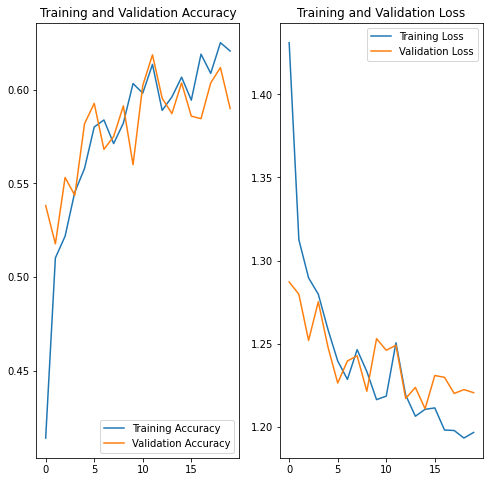 Training and Validation Accuracy
0.60
0.55
0.50
0.45
0
5
10
15
Training Accuracy
Validation Accuracy
Training and Validation Loss
Training Loss
Validation Loss
1.40
1.35
1.30
1.25
1.20
0
5
10
15